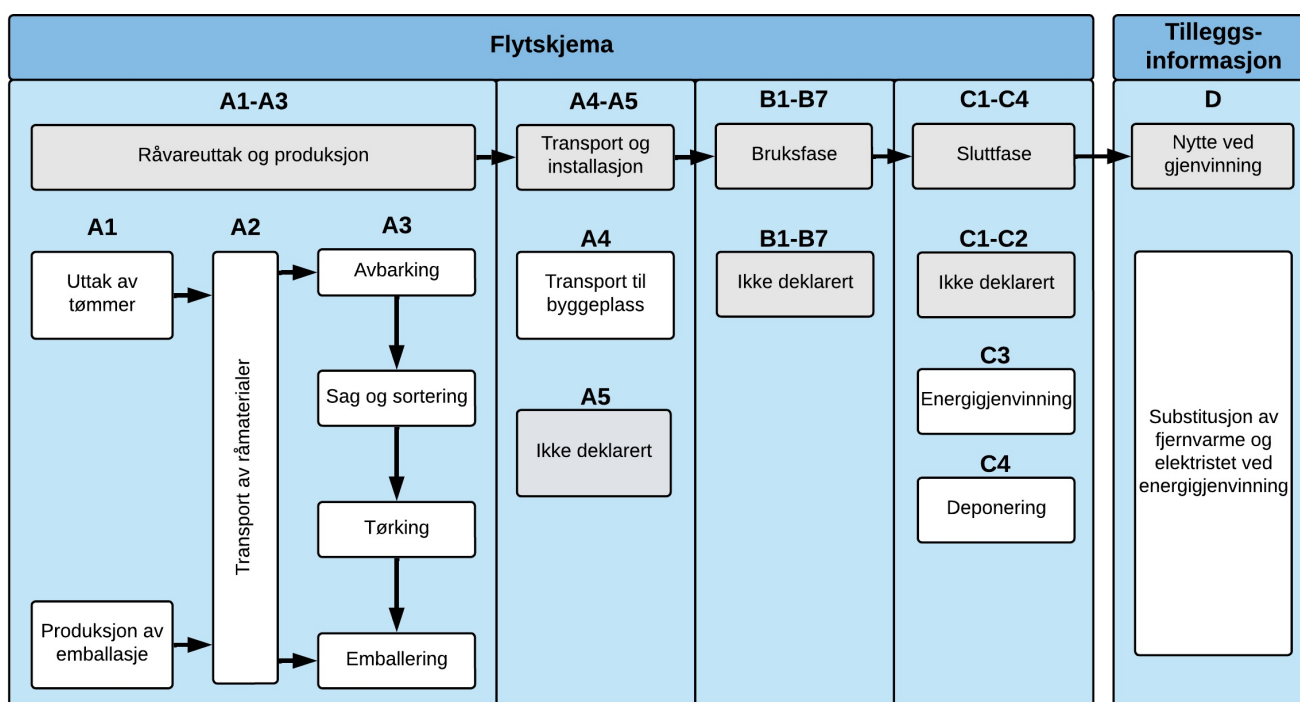 Flytskjema
Tilleggs-
informasjon
A1-A3
A4-A5
B1-B7
C1-C4
D
Råvareuttak og produksjon
Transport og
installasjon
Bruksfase
Sluttfase
Nytte ved
gjenvinning
A1
A2
A3
A4
B1-B7
C1-C2
Uttak av
tømmer
Transport av råmaterialer
Avbarking
Transport til
byggeplass
Ikke deklarert
Ikke deklarert
C3
Sag og sortering
Energigjenvinning
A5
Ikke deklarert
C4
Deponering
Substitusjon av
fjernvarme og
elektristet ved
energigjenvinning
Tørking
Produksjon av
emballasje
Emballering